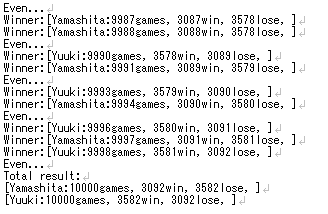 Even...
Winner:[Yamashita:9987games, 3087win, 3578lose, ]
Winner:[Yamashita:9988games, 3088win, 3578lose, ]
Even...
Winner:[Yuuki:9990games, 3578win, 3089lose, ]
Winner:[Yamashita:9991games, 3089win, 3579lose, ]
Even...
Winner:[Yuuki:9993games, 3579win, 3090lose, ]
Winner:[Yamashita:9994games, 3090win, 3580lose, ]
Even...
Winner:[Yuuki:9996games, 3580win, 3091lose, ]
Winner:[Yamashita:9997games, 3091win, 3581lose, ]
Winner:[Yuuki:9998games, 3581win, 3092lose, ]
Even...
Total result:
[Yamashita:10000games, 3092win, 3582lose, ]
[Yuuki:10000games, 3582win, 3092lose, ]